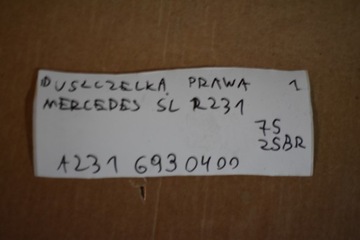 USZCZELKA PRAWA 1
MERCEDES SL R231
7S
2SBR
A231 6930400